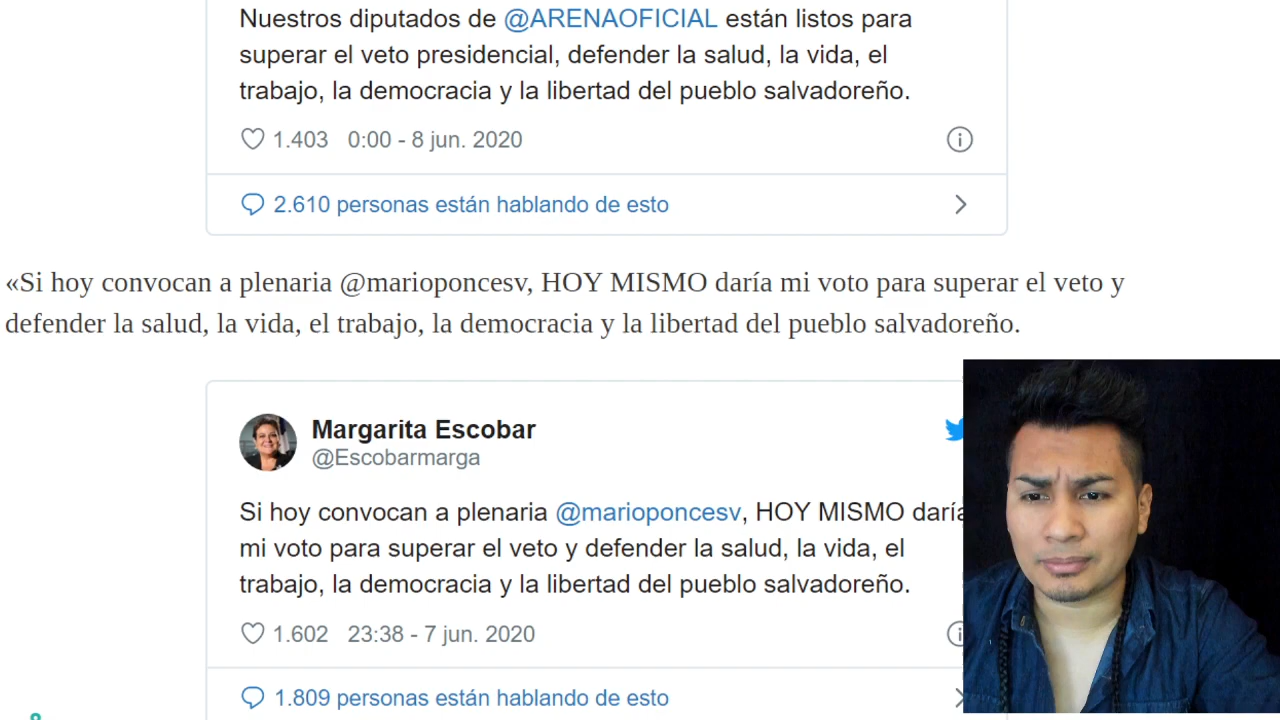 Nuestros diputados de @ARENAOFICIAL están listos para
superar el veto presidencial, defender la salud, la vida, el
trabajo, la democracia y la libertad del pueblo salvadoreño.
1.403 0:00 - 8 jun. 2020
2.610 personas están hablando de esto
«Si hoy convocan a plenaria @marioponcesv, HOY MISMO daría mi voto para superar el veto y
defender la salud, la vida, el trabajo, la democracia y la libertad del pueblo salvadoreño.
Margarita Escobar
@Escobarmarga
Si hoy convocan a plenaria @marioponcesv, HOY MISMO daría
mi voto para superar el veto y defender la salud, la vida, el
trabajo, la democracia y la libertad del pueblo salvadoreño.
1.602 23:38 - 7 jun. 2020
1.809 personas están hablando de esto